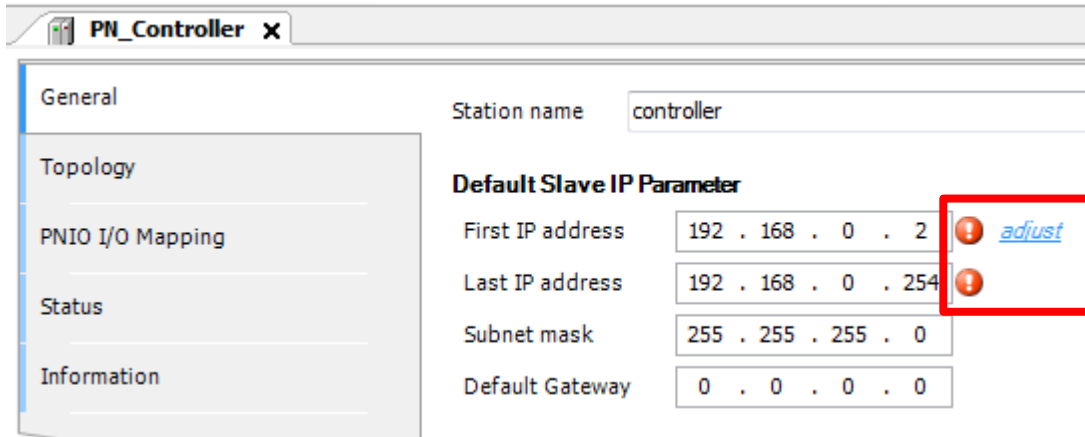 PN_Controller x
General
Topology
PNIO I/O Mapping
Status
Information
Station name controller
Default Slave IP Parameter
First IP address 192 . 168 . 0 . 2 adjust
Last IP address 192 . 168 . 0 . 254
Subnet mask 255 . 255 . 255 . 0
Default Gateway 0 . 0 . 0 . 0